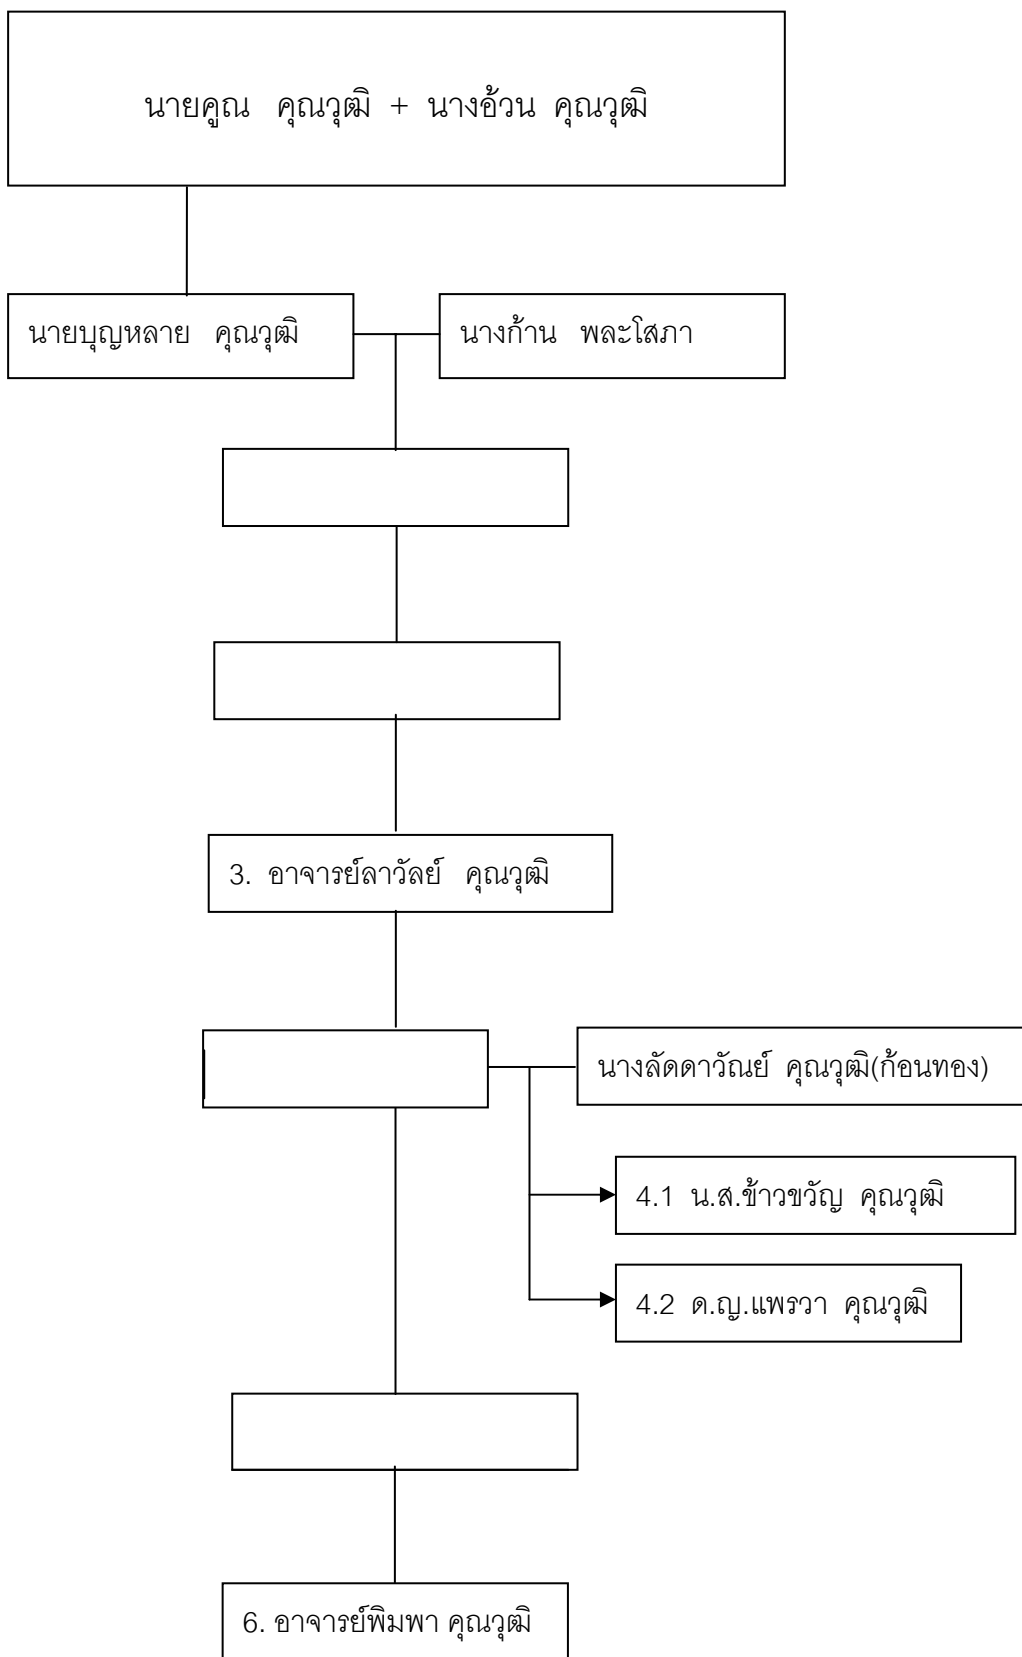 นายคูณ คุณวุฒิ + นางอ้วน คุณวุฒิ
นายบุญหลาย คุณวุฒิ
นางก้าน พละโสภา
3. อาจารย์ลาวัลย์ คุณวุฒิ
นางลัดดาวัณย์ คุณวุฒิ(ก้อนทอง)
4.1 น.ส.ข้าวขวัญ คุณวุฒิ
4.2 ด.ญ.แพรวา คุณวุฒิ
6. อาจารย์พิมพา คุณวุฒิ